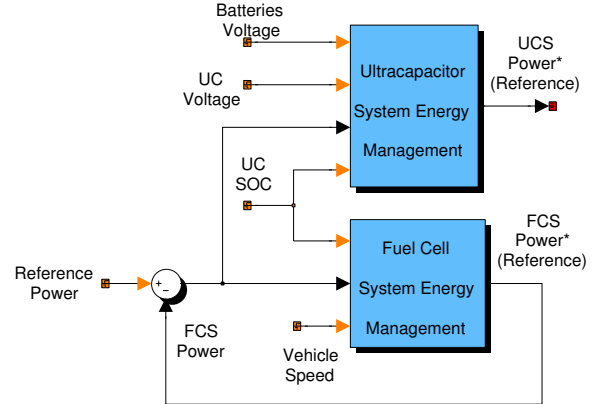 Batteries
Voltage
UC
Voltage
UC
SOC
Ultracapacitor
System Energy
Management
UCS
Power*
(Reference)
Reference
Power
+
−
FCS
Power
Vehicle
Speed
Fuel Cell
System Energy
Management
FCS
Power*
(Reference)